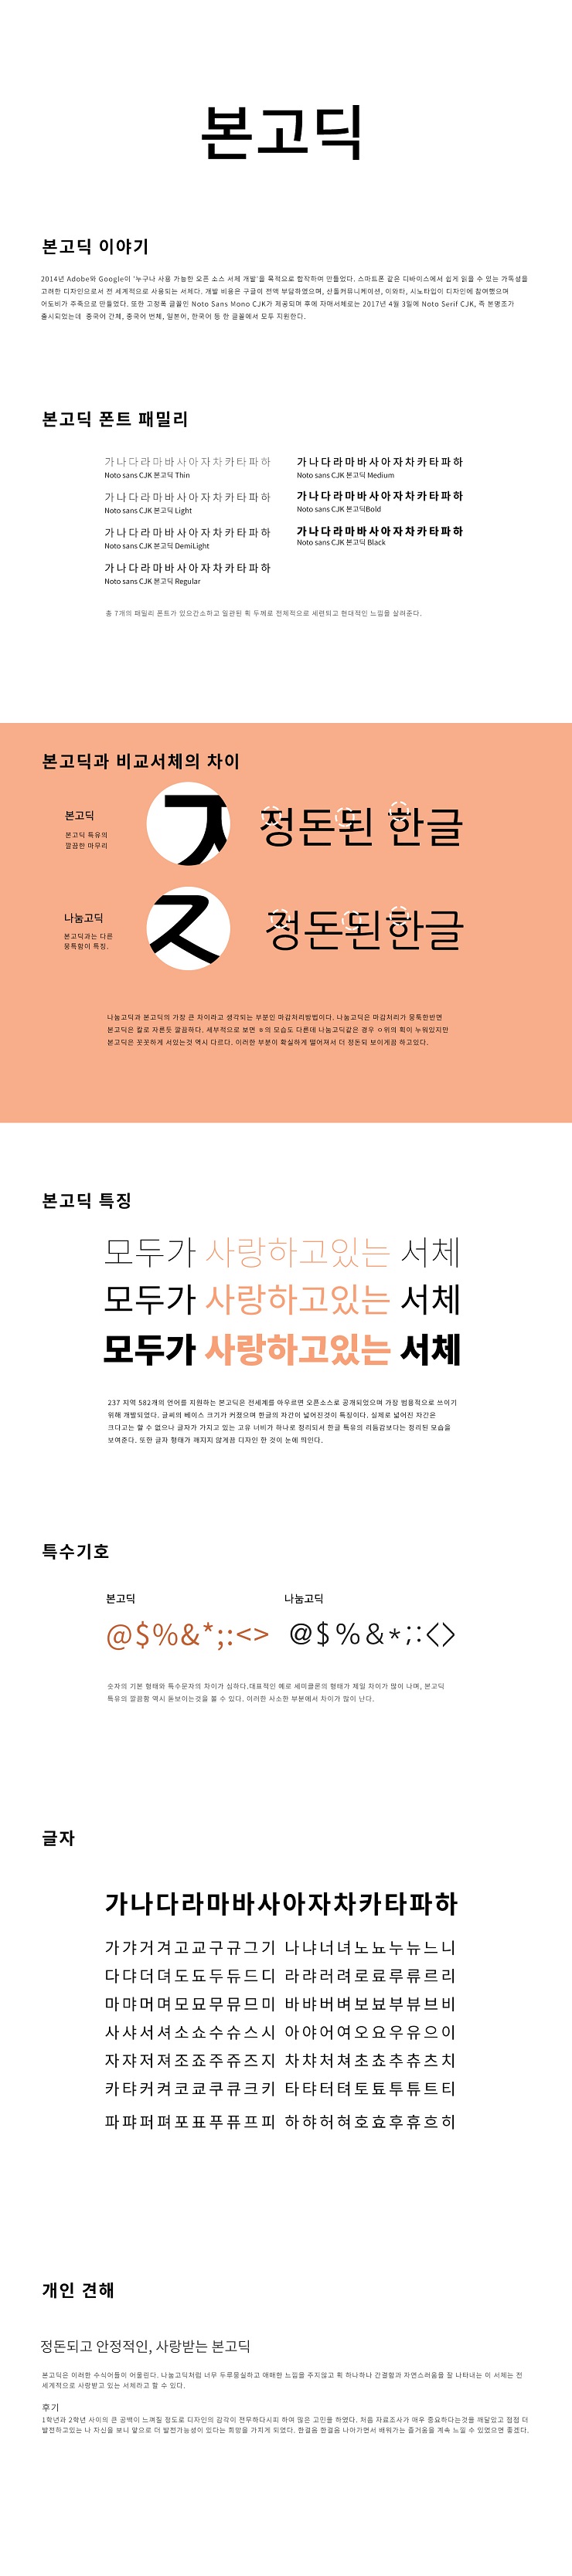 본고딕
본고딕 이야기
2014년 Adobe와 Google이 '누구나 사용 가능한 오픈 소스 서체 개발'을 목적으로 합작하여 만들었다. 스마트폰 같은 디바이스에서 쉽게 읽을 수 있는 가독성을
고려한 디자인으로서 전 세계적으로 사용되는 서체다. 개발 비용은 구글이 전액 부담하였으며, 산돌커뮤니케이션, 이와타, 시노타입이 디자인에 참여했으며
어도비가 주축으로 만들었다. 또한 고정폭 글꼴인 Noto Sans Mono CJK가 제공되며 후에 자매서체로는 2017년 4월 3일에 Noto Serif CJK, 즉 본명조가
출시되었는데 중국어 간체, 중국어 번체, 일본어, 한국어 등 한 글꼴에서 모두 지원한다.
본고딕 폰트 패밀리
가나다라마바사아자차카타파하
Noto sans CJK 본고딕 Thin
가나다라마바사아자차카타파하
Noto sans CJK 본고딕 Light
가나다라마바사아자차카타파하
Noto sans CJK 본고딕 DemiLight
가나다라마바사아자차카타파하
Noto sans CJK 본고딕 Regular
가나다라마바사아자차카타파하
Noto sans CJK 본고딕 Medium
가나다라마바사아자차카타파하
Noto sans CJK 본고딕Bold
가나다라마바사아자차카타파하
Noto sans CJK 본고딕 Black
총 7개의 패밀리 폰트가 있으간소하고 일관된 획 두께로 전체적으로 세련되고 현대적인 느낌을 살려준다.
본고딕과 비교서체의 차이
본고딕
본고딕 특유의
깔끔한 마무리
정돈된 한글
나눔고딕
본고딕과는 다른
뭉특함이 특징.
정돈된한글
나눔고딕과 본고딕의 가장 큰 차이라고 생각되는 부분인 마감처리방법이다. 나눔고딕은 마감처리가 뭉툭한반면
본고딕은 칼로 자른듯 깔끔하다. 세부적으로 보면 ㅎ의 모습도 다른데 나눔고딕같은 경우 ㅇ위의 획이 누워있지만
본고딕은 꼿꼿하게 서있는것 역시 다르다. 이러한 부분이 확실하게 떨어져서 더 정돈되 보이게끔 하고있다.
본고딕 특징
모두가 사랑하고있는 서체
모두가 사랑하고있는 서체
모두가 사랑하고있는 서체
237 지역 582개의 언어를 지원하는 본고딕은 전세계를 아우르면 오픈소스로 공개되었으며 가장 범용적으로 쓰이기
위해 개발되었다. 글씨의 베이스 크기가 커졌으며 한글의 자간이 넓어진것이 특징이다. 실제로 넓어진 자간은
크다고는 할 수 없으나 글자가 가지고 있는 고유 너비가 하나로 정리되서 한글 특유의 리듬감보다는 정리된 모습을
보여준다. 또한 글자 형태가 깨지지 않게끔 디자인 한 것이 눈에 띄인다.
특수기호
본고딕
@$%&*;:<>
나눔고딕
@$%&*;:<>
숫자의 기본 형태와 특수문자의 차이가 심하다.대표적인 예로 세미콜론의 형태가 제일 차이가 많이 나며, 본고딕
특유의 깔끔함 역시 돋보이는것을 볼 수 있다. 이러한 사소한 부분에서 차이가 많이 난다.
글자
가나다라마바사아자차카타파하
가갸거겨고교구규그기 나냐너녀노뇨누뉴느니
다댜더뎌도됴두듀드디 라랴러려로료루류르리
마먀머며모묘무뮤므미 바뱌버벼보뵤부뷰브비
사샤서셔소쇼수슈스시 아야어여오요우유으이
자쟈저져조죠주쥬즈지 차챠처쳐초쵸추츄츠치
카캬커켜코쿄쿠큐크키 타탸터텨토툐투튜트티
파퍄퍼펴포표푸퓨프피 하햐허혀호효후휴흐히
개인 견해
정돈되고 안정적인, 사랑받는 본고딕
본고딕은 이러한 수식어들이 어울린다. 나눔고딕처럼 너무 두루뭉실하고 애매한 느낌을 주지않고 획 하나하나 간결함과 자연스러움을 잘 나타내는 이 서체는 전
세계적으로 사랑받고 있는 서체라고 할 수 있다.
후기
1학년과 2학년 사이의 큰 공백이 느껴질 정도로 디자인의 감각이 전무하다시피 하여 많은 고민을 하였다. 처음 자료조사가 매우 중요하다는것을 깨달았고 점점 더
발전하고있는 나 자신을 보니 앞으로 더 발전가능성이 있다는 희망을 가지게 되었다. 한걸음 한걸음 나아가면서 배워가는 즐거움을 계속 느낄 수 있었으면 좋겠다.